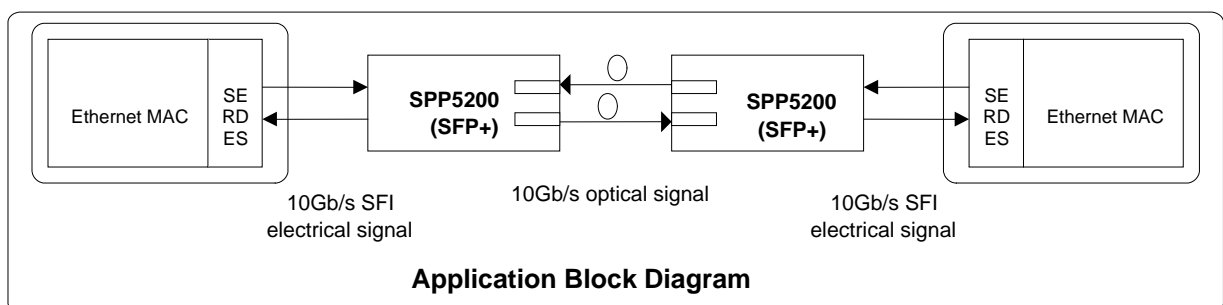 Ethernet MAC
SE
RD
ES
SPP5200
(SFP+)
SPP5200
(SFP+)
SE
RD
ES
Ethernet MAC
10Gb/s SFI
electrical signal
10Gb/s optical signal
10Gb/s SFI
electrical signal
Application Block Diagram